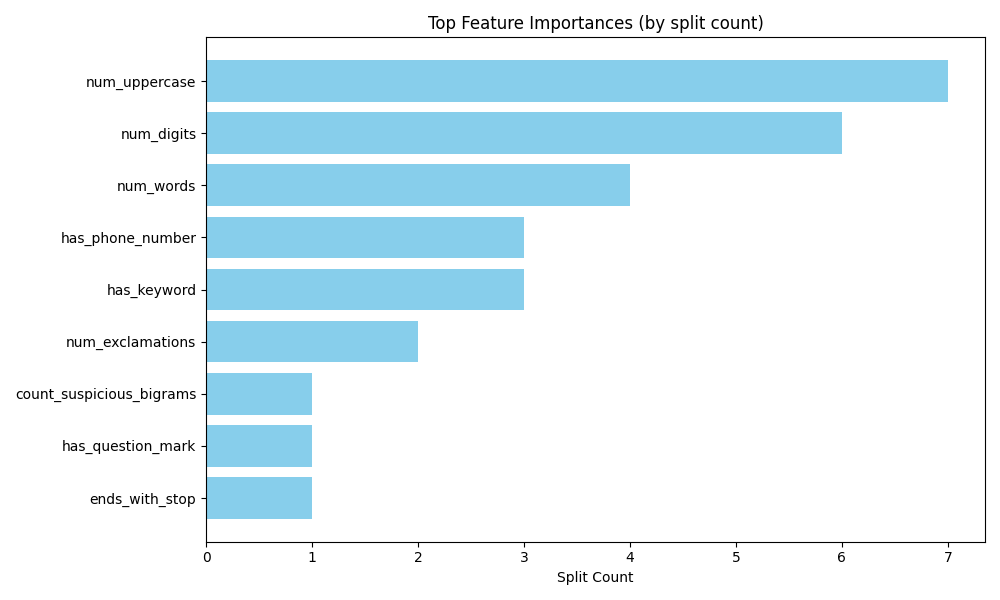 Top Feature Importances (by split count)
num_uppercase
num_digits
num_words
has_phone_number
has_keyword
num_exclamations
count_suspicious_bigrams
has_question_mark
ends_with_stop
0 1 2 3 4 5 6 7
Split Count